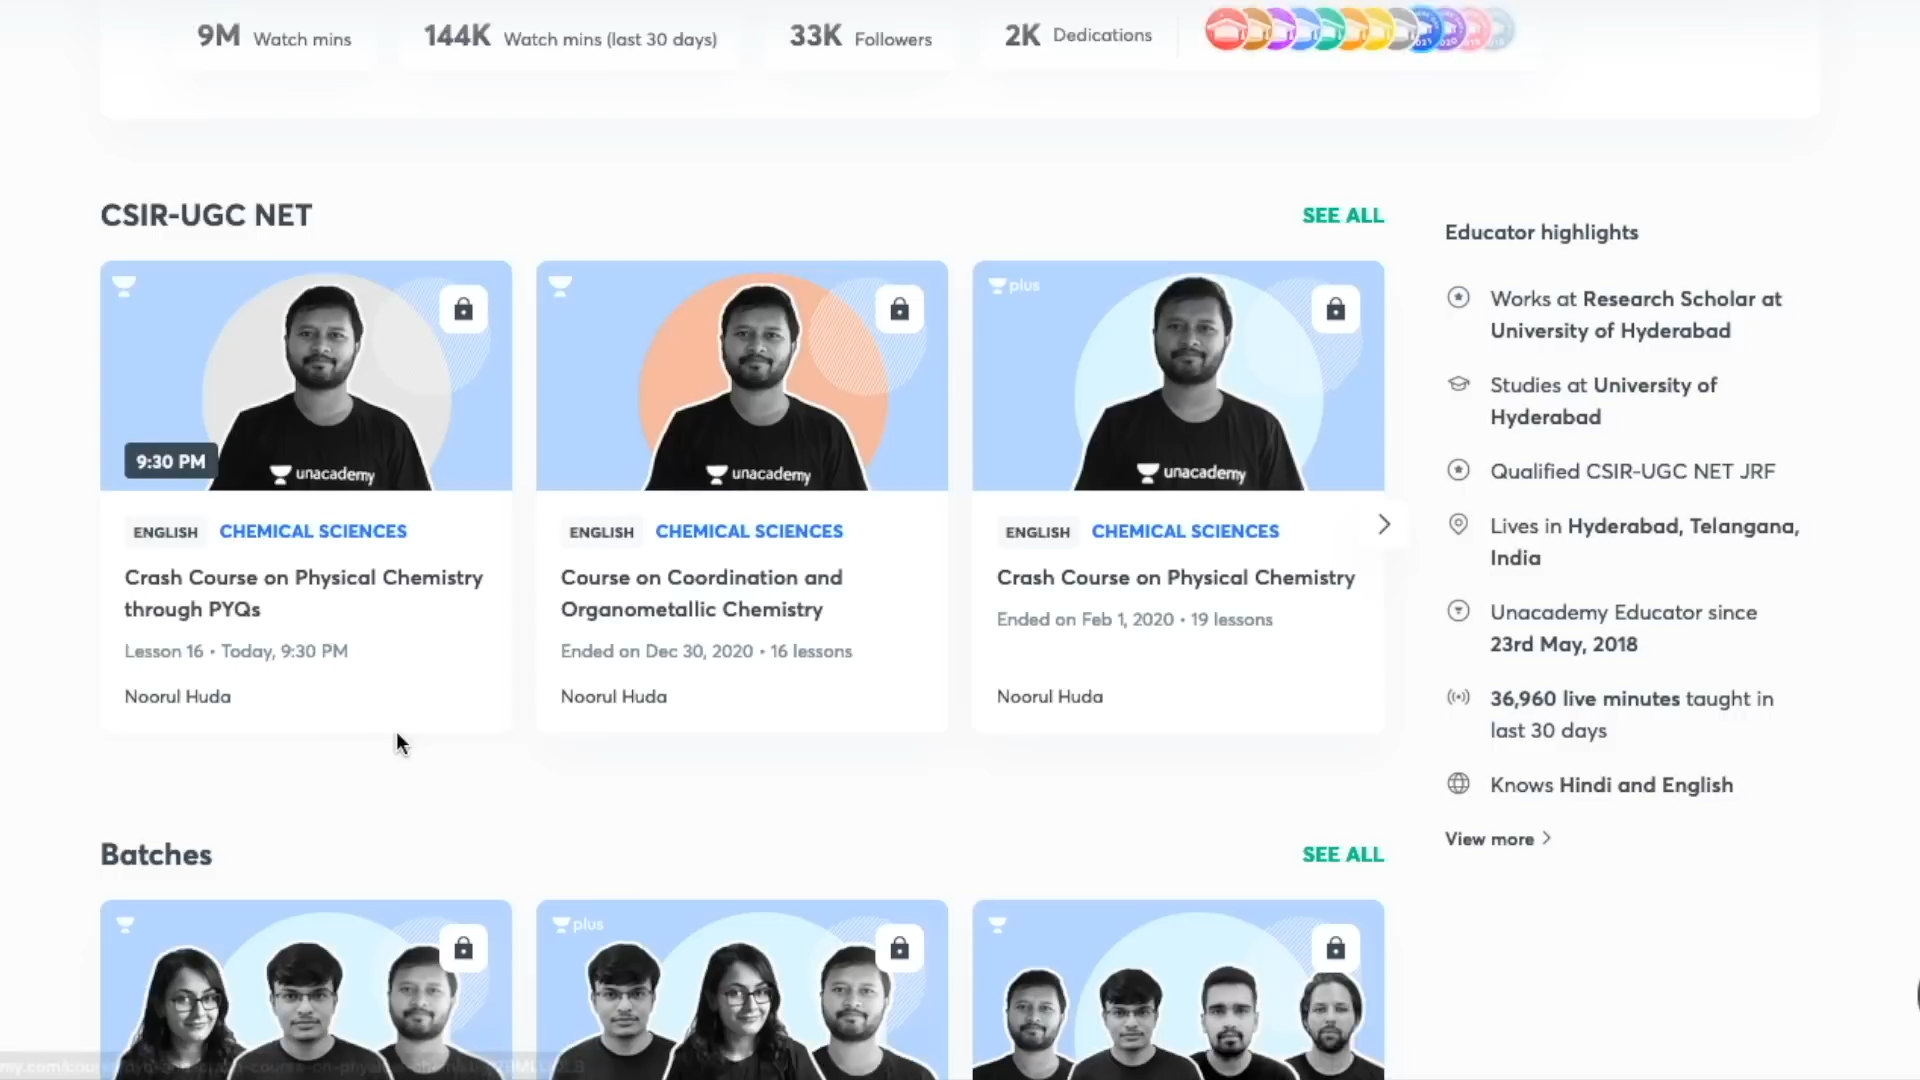 9M Watch mins
144K Watch mins (last 30 days)
33K Followers
2K Dedications
CSIR-UGC NET
SEE ALL
9:30 PM
unacademy
ENGLISH CHEMICAL SCIENCES
Crash Course on Physical Chemistry
through PYQs
Lesson 16 • Today, 9:30 PM
Noorul Huda
unacademy
ENGLISH CHEMICAL SCIENCES
Course on Coordination and
Organometallic Chemistry
Ended on Dec 30, 2020 • 16 lessons
Noorul Huda
plus
unacademy
ENGLISH CHEMICAL SCIENCES
Crash Course on Physical Chemistry
Ended on Feb 1, 2020 • 19 lessons
Noorul Huda
Educator highlights
Works at Research Scholar at
University of Hyderabad
Studies at University of
Hyderabad
Qualified CSIR-UGC NET JRF
Lives in Hyderabad, Telangana,
India
Unacademy Educator since
23rd May, 2018
36,960 live minutes taught in
last 30 days
Knows Hindi and English
View more
Batches
SEE ALL
plus